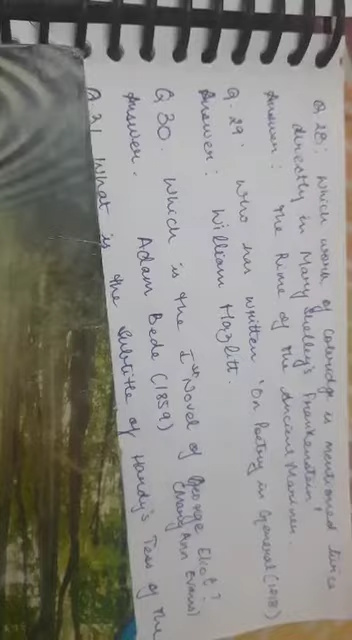 Q 28: which work of coleridge is mentioned twice
directly in Mary Shelley's Frankenstein?
Answer: the Rime of the Ancient Mariner.
Q. 29. who has written 'On Poetry in General (1818)
Answer: William Hazlitt.
Q 30. which is the Ist Novel of George Eliot?
(Mary Ann Evans)
Answer. Adam Bede (1859)
Q 31 What is the Subtitle of Hardy's Tess of the